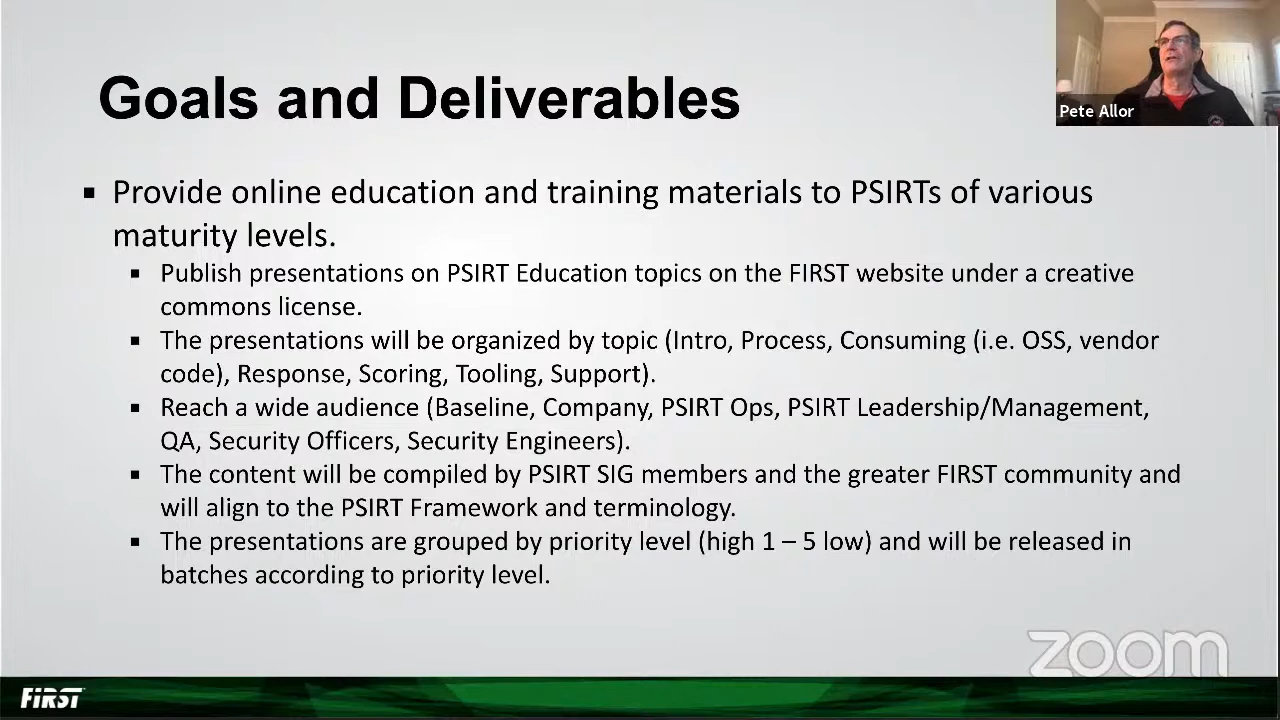 Goals and Deliverables
Pete Allor
▪ Provide online education and training materials to PSIRTs of various
maturity levels.
▪ Publish presentations on PSIRT Education topics on the FIRST website under a creative
commons license.
▪ The presentations will be organized by topic (Intro, Process, Consuming (i.e. OSS, vendor
code), Response, Scoring, Tooling, Support).
▪ Reach a wide audience (Baseline, Company, PSIRT Ops, PSIRT Leadership/Management,
QA, Security Officers, Security Engineers).
▪ The content will be compiled by PSIRT SIG members and the greater FIRST community and
will align to the PSIRT Framework and terminology.
▪ The presentations are grouped by priority level (high 1 – 5 low) and will be released in
batches according to priority level.
zoom
FIRST